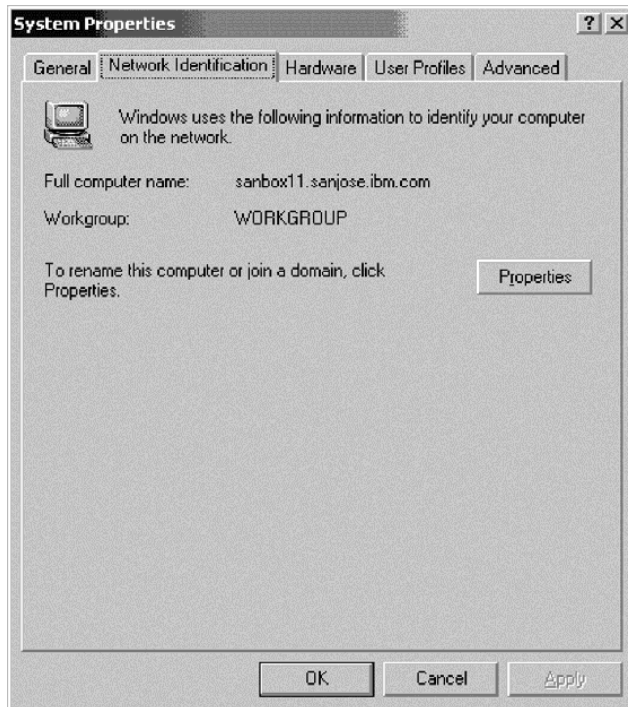 System Properties
General Network Identification Hardware User Profiles Advanced
Windows uses the following information to identify your computer
on the network.
Full computer name: sanbox11.sanjose.ibm.com
Workgroup: WORKGROUP
To rename this computer or join a domain, click
Properties.
Properties
OK Cancel Apply